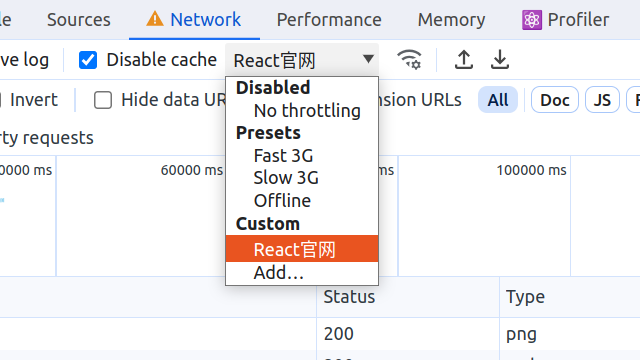 Sources Network Performance Memory Profiler
ve log Disable cache React官网
Invert Hide data UR nsion URLs All Doc JS
rty requests
Disabled
No throttling
Presets
Fast 3G
Slow 3G
Offline
Custom
React官网
Add...
0000 ms 60000 ms ms 100000 ms
Status Type
200 png